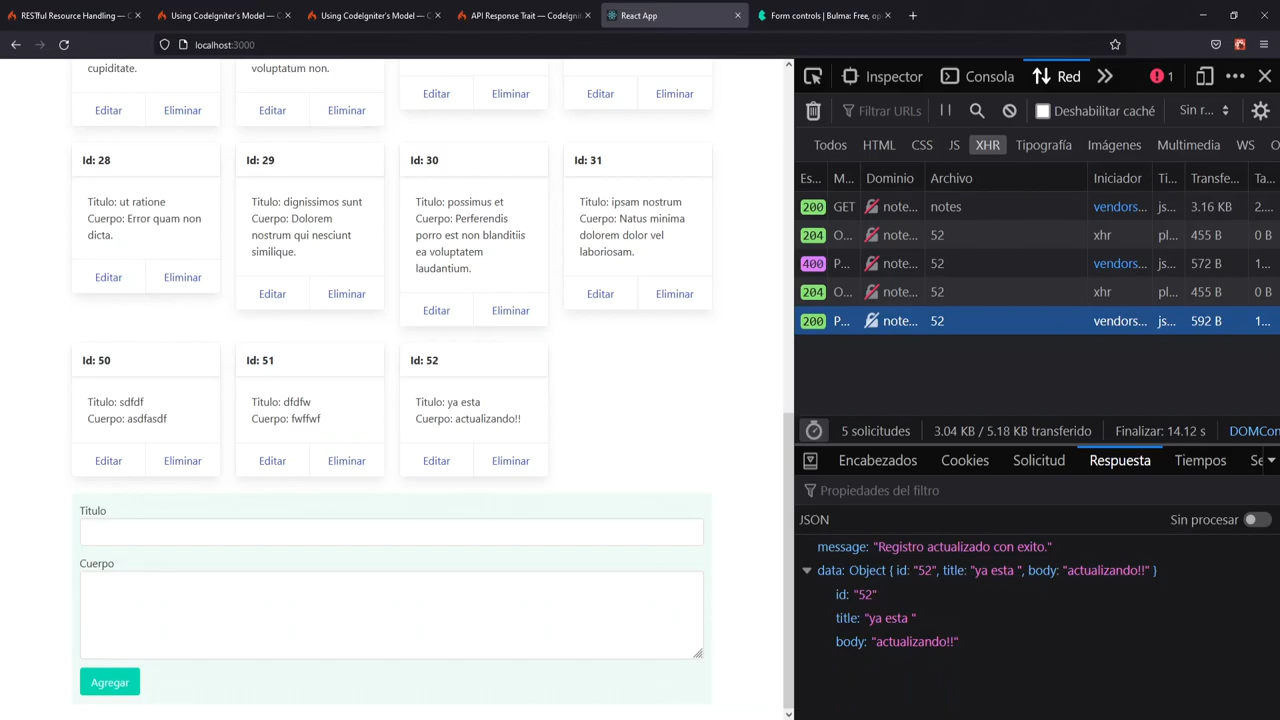 RESTful Resource Handling — C
Using CodeIgniter's Model — C
Using CodeIgniter's Model — C
API Response Trait — CodeIgnit
React App
Form controls | Bulma: Free, op
localhost:3000
cupiditate.
voluptatum non.
Editar
Eliminar
Editar
Eliminar
Editar
Eliminar
Editar
Eliminar
Id: 28
Titulo: ut ratione
Cuerpo: Error quam non
dicta.
Editar
Eliminar
Id: 29
Titulo: dignissimos sunt
Cuerpo: Dolorem
nostrum qui nesciunt
similique.
Editar
Eliminar
Id: 30
Titulo: possimus et
Cuerpo: Perferendis
porro est non blanditiis
ea voluptatem
laudantium.
Editar
Eliminar
Id: 31
Titulo: ipsam nostrum
Cuerpo: Natus minima
dolorem dolor vel
laboriosam.
Editar
Eliminar
Id: 50
Titulo: sdfdf
Cuerpo: asdfasdf
Editar
Eliminar
Id: 51
Titulo: dfdfw
Cuerpo: fwffwf
Editar
Eliminar
Id: 52
Titulo: ya esta
Cuerpo: actualizando!!
Editar
Eliminar
Titulo
Cuerpo
Agregar
Inspector
Consola
Red
1
Filtrar URLs
Deshabilitar caché
Sin r...
Todos HTML CSS JS XHR Tipografía Imágenes Multimedia WS O
Es... M... Dominio Archivo Iniciador Ti... Transfe... Ta...
200 GET note... notes vendors... js... 3.16 KB 2....
204 O... note... 52 xhr pl... 455 B 0 B
400 P... note... 52 vendors... js... 572 B 1...
204 O... note... 52 xhr pl... 455 B 0 B
200 P... note... 52 vendors... js... 592 B 1...
5 solicitudes 3.04 KB / 5.18 KB transferido Finalizar: 14.12 s DOMCon
Encabezados Cookies Solicitud Respuesta Tiempos Se
Propiedades del filtro
JSON
Sin procesar
message: "Registro actualizado con exito."
data: Object { id: "52", title: "ya esta ", body: "actualizando!!" }
id: "52"
title: "ya esta "
body: "actualizando!!"